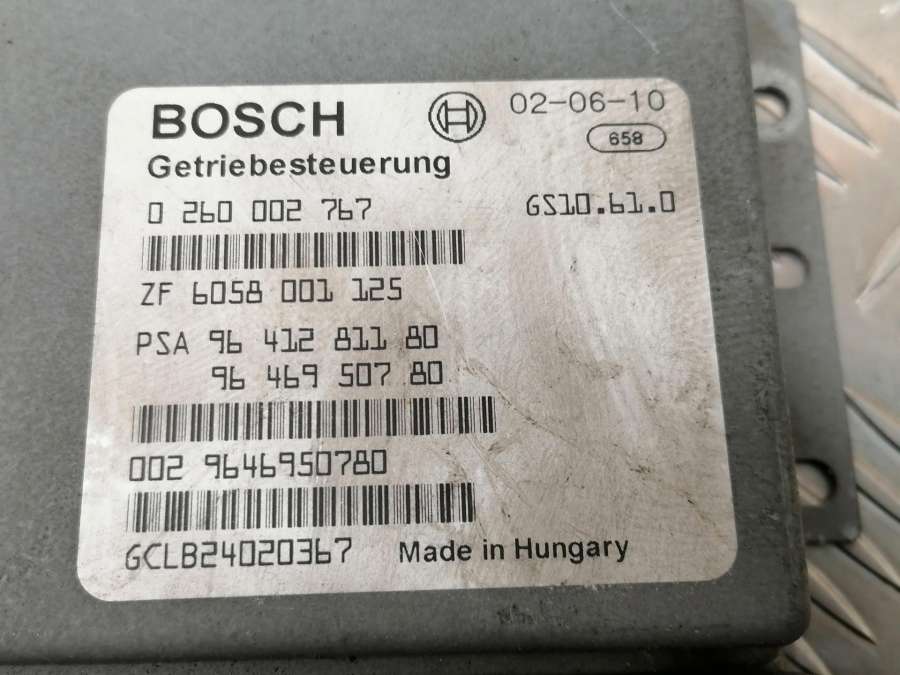 BOSCH 02-06-10
658
Getriebesteuerung
0 260 002 767 GS10.61.0
ZF 6058 001 125
PSA 96 412 811 80
96 469 507 80
002 9646950780
GCLB24020367 Made in Hungary